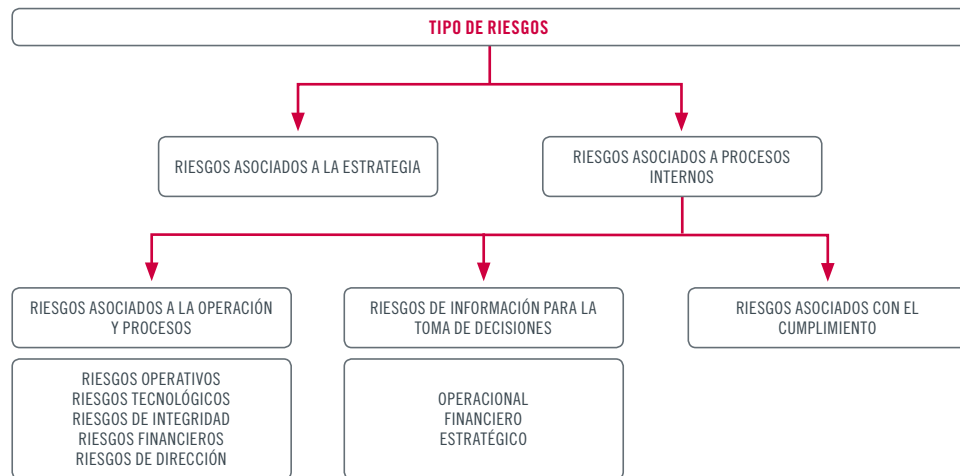 TIPO DE RIESGOS
RIESGOS ASOCIADOS A LA ESTRATEGIA
RIESGOS ASOCIADOS A PROCESOS
INTERNOS
RIESGOS ASOCIADOS A LA OPERACIÓN
Y PROCESOS
RIESGOS DE INFORMACIÓN PARA LA
TOMA DE DECISIONES
RIESGOS ASOCIADOS CON EL
CUMPLIMIENTO
RIESGOS OPERATIVOS
RIESGOS TECNOLÓGICOS
RIESGOS DE INTEGRIDAD
RIESGOS FINANCIEROS
RIESGOS DE DIRECCIÓN
OPERACIONAL
FINANCIERO
ESTRATÉGICO